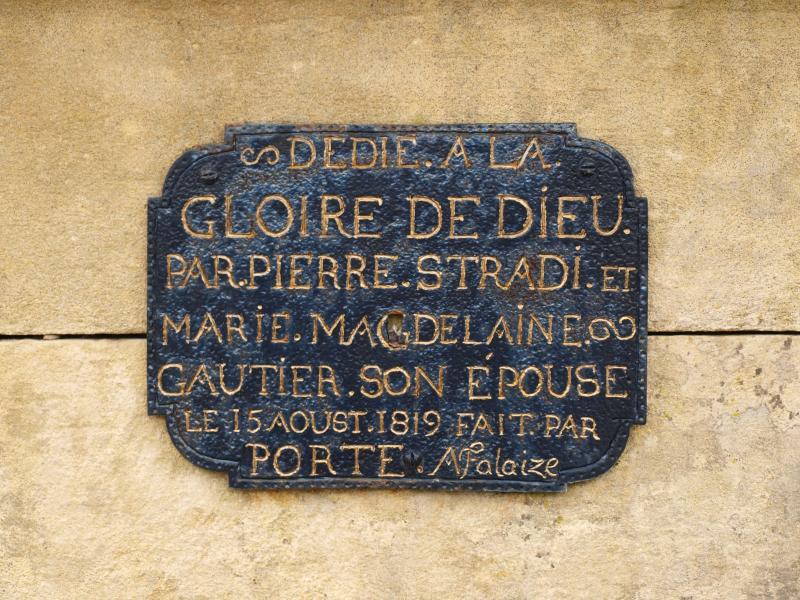 DEDIE. A LA.
GLOIRE DE DIEU.
PAR. PIERRE. STRADI. ET
MARIE. MAGDELAINE.
GAUTIER. SON ÉPOUSE
LE 15 AOUST. 1819 FAIT PAR
PORTE.